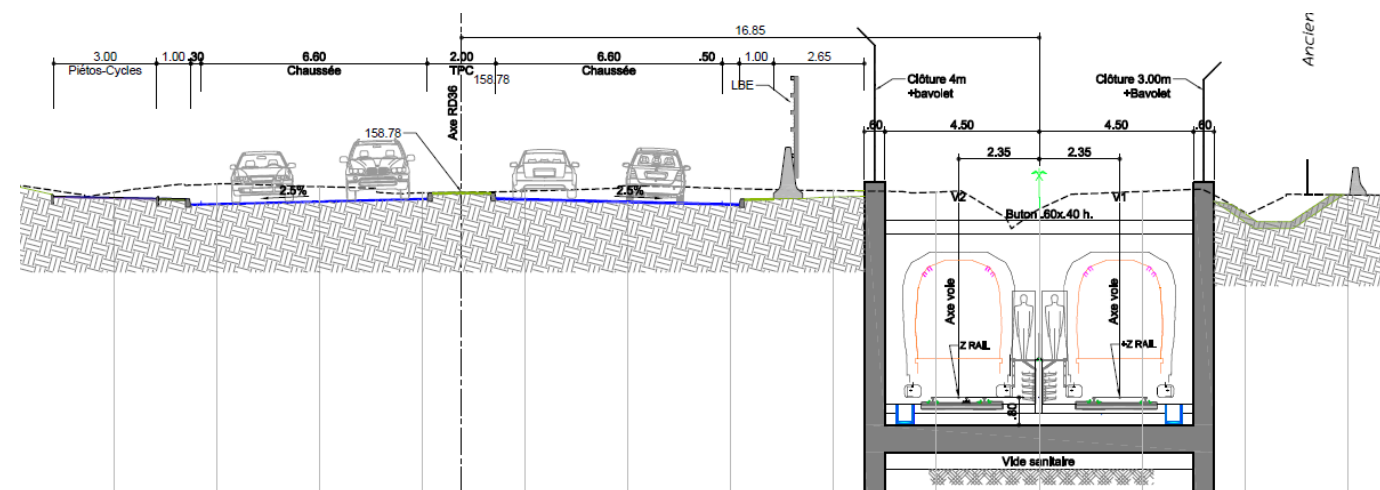 16.85
Ancien
3.00
1.00
.30
6.60
2.00
6.60
.50
1.00
2.65
Piétos-Cycles
Chaussée
TPC
Chaussée
158.78
LBE
Clôture 4m
+bavolet
Clôture 3.00m
+Bavolet
Axe RD36
158.78
.60
4.50
4.50
.60
2.35
2.35
2.5%
2.5%
V2
V1
Buton .60x.40 h.
Axe voie
Axe voie
Z RAIL
+Z RAIL
.80
Vide sanitaire